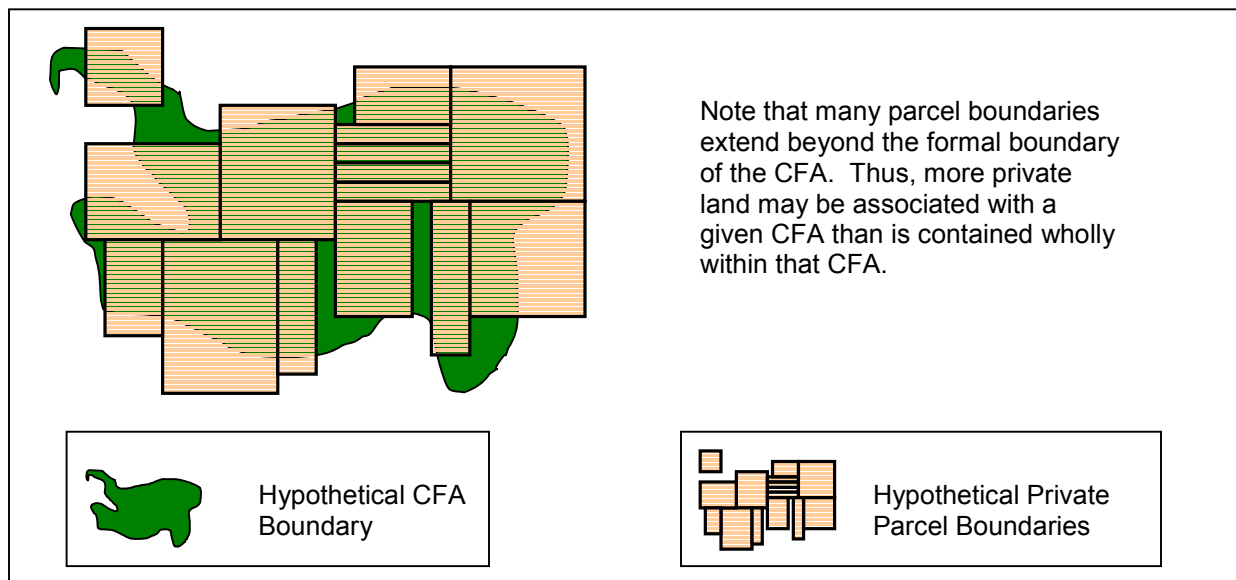 Note that many parcel boundaries
extend beyond the formal boundary
of the CFA. Thus, more private
land may be associated with a
given CFA than is contained wholly
within that CFA.
Hypothetical CFA
Boundary
Hypothetical Private
Parcel Boundaries